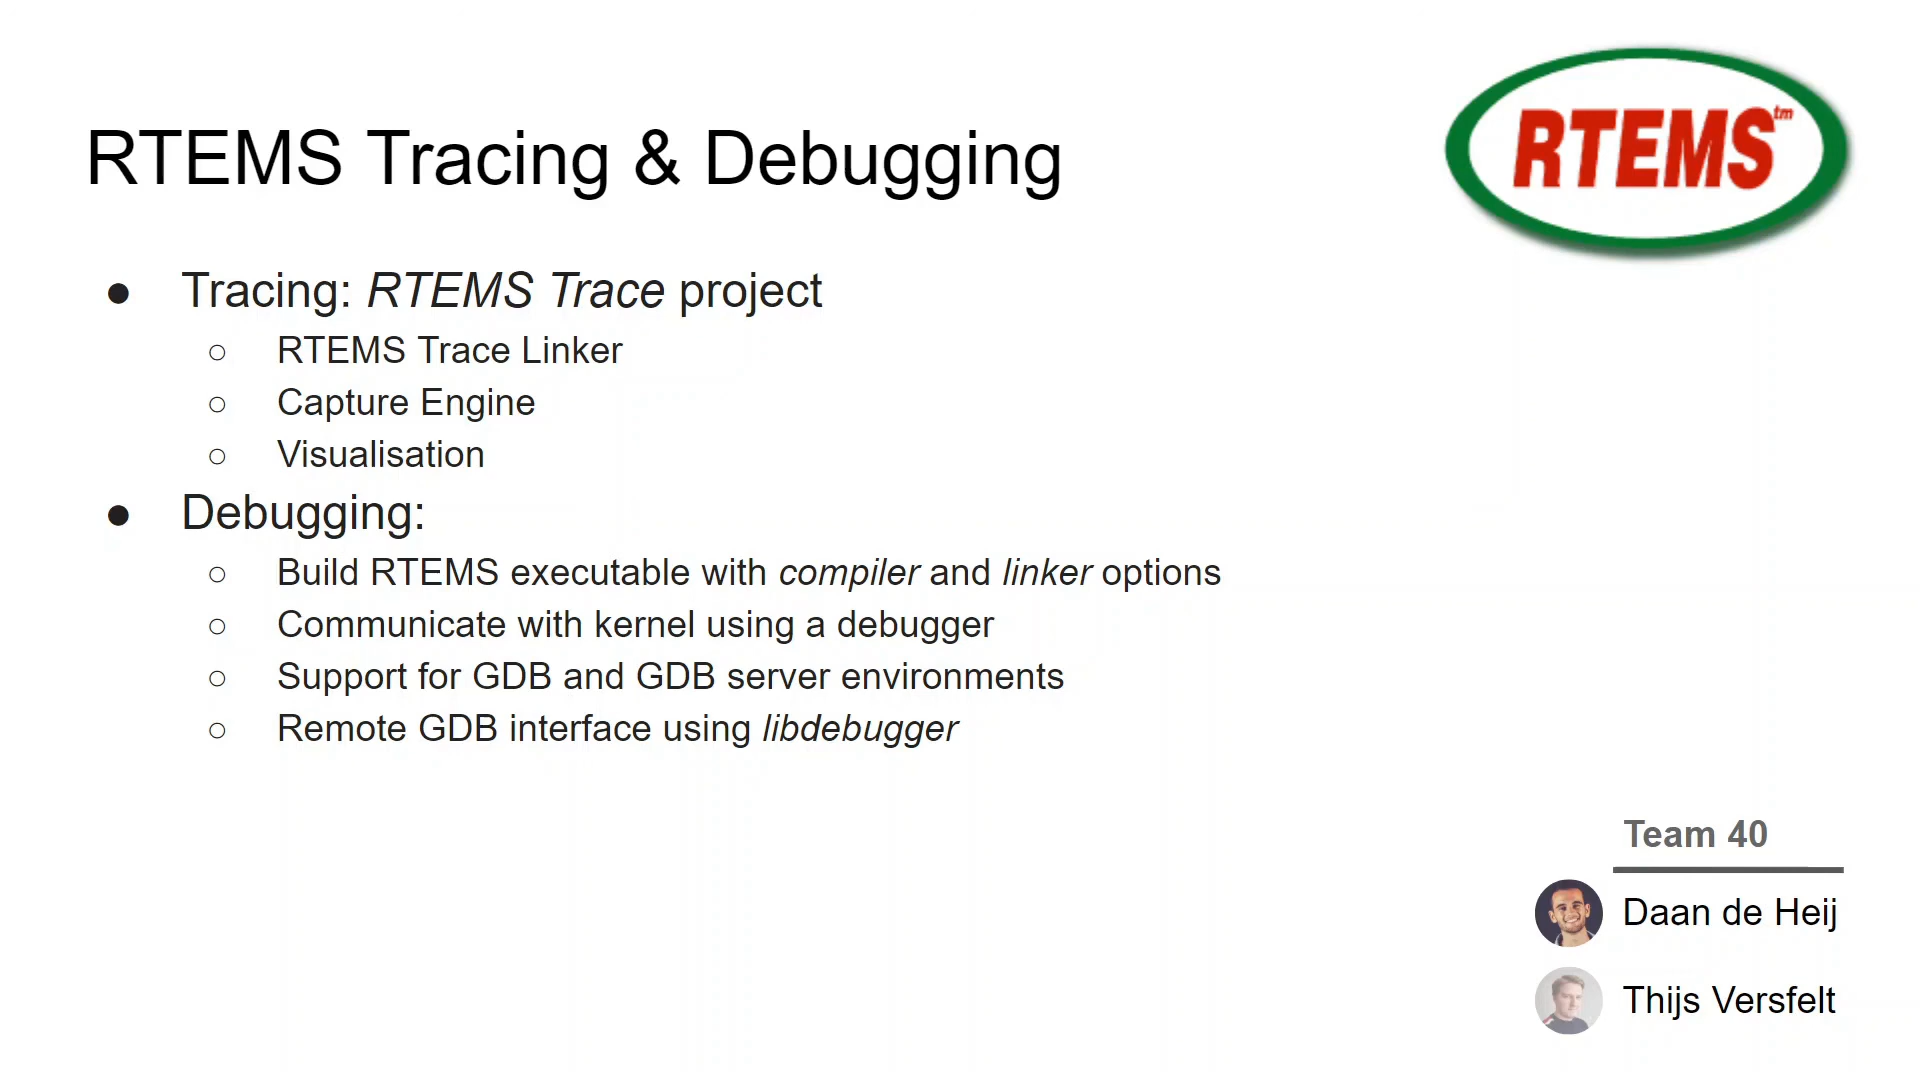 RTEMS Tracing & Debugging
RTEMS™
● Tracing: RTEMS Trace project
○ RTEMS Trace Linker
○ Capture Engine
○ Visualisation
● Debugging:
○ Build RTEMS executable with compiler and linker options
○ Communicate with kernel using a debugger
○ Support for GDB and GDB server environments
○ Remote GDB interface using libdebugger
Team 40
Daan de Heij
Thijs Versfelt